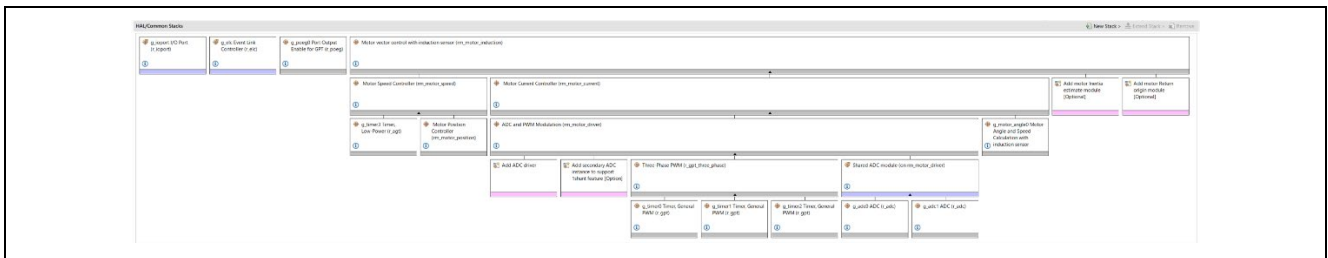 HAL/Common Stacks
New Stack > Extend Stack > Remove
g_ioport I/O Port
(r_ioport)
g_elc Event Link
Controller (r_elc)
g_poeg0 Port Output
Enable for GPT (r_poeg)
Motor vector control with induction sensor (rm_motor_induction)
Motor Speed Controller (rm_motor_speed)
Motor Current Controller (rm_motor_current)
Add motor Inertia
estimate module
[Optional]
Add motor Return
origin module
[Optional]
g_timer3 Timer,
Low-Power (r_agt)
Motor Position
Controller
(rm_motor_position)
ADC and PWM Modulation (rm_motor_driver)
g_motor_angle0 Motor
Angle and Speed
Calculation with
induction sensor
Add ADC driver
Add secondary ADC
instance to support
1shunt feature [Option]
Three-Phase PWM (r_gpt_three_phase)
Shared ADC module (on rm_motor_driver)
g_timer0 Timer, General
PWM (r_gpt)
g_timer1 Timer, General
PWM (r_gpt)
g_timer2 Timer, General
PWM (r_gpt)
g_adc0 ADC (r_adc)
g_adc1 ADC (r_adc)